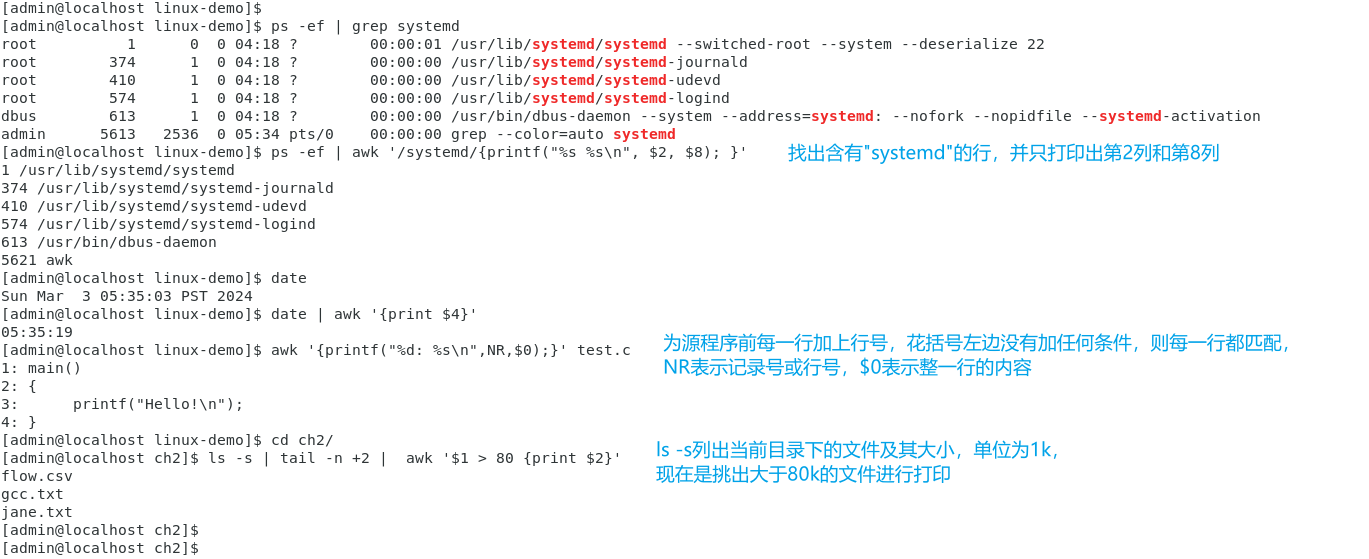 [admin@localhost linux-demo]$
[admin@localhost linux-demo]$ ps -ef | grep systemd
root          1      0  0 04:18 ?        00:00:01 /usr/lib/systemd/systemd --switched-root --system --deserialize 22
root        374      1  0 04:18 ?        00:00:00 /usr/lib/systemd/systemd-journald
root        410      1  0 04:18 ?        00:00:00 /usr/lib/systemd/systemd-udevd
root        574      1  0 04:18 ?        00:00:00 /usr/lib/systemd/systemd-logind
dbus        613      1  0 04:18 ?        00:00:00 /usr/bin/dbus-daemon --system --address=systemd: --nofork --nopidfile --systemd-activation
admin      5613   2536  0 05:34 pts/0    00:00:00 grep --color=auto systemd
[admin@localhost linux-demo]$ ps -ef | awk '/systemd/{printf("%s %s\n", $2, $8); }'
找出含有"systemd"的行，并只打印出第2列和第8列
1 /usr/lib/systemd/systemd
374 /usr/lib/systemd/systemd-journald
410 /usr/lib/systemd/systemd-udevd
574 /usr/lib/systemd/systemd-logind
613 /usr/bin/dbus-daemon
5621 awk
[admin@localhost linux-demo]$ date
Sun Mar  3 05:35:03 PST 2024
[admin@localhost linux-demo]$ date | awk '{print $4}'
05:35:19
[admin@localhost linux-demo]$ awk '{printf("%d: %s\n",NR,$0);}' test.c
为源程序前每一行加上行号，花括号左边没有加任何条件，则每一行都匹配，
NR表示记录号或行号，$0表示整一行的内容
1: main()
2: {
3:      printf("Hello!\n");
4: }
[admin@localhost linux-demo]$ cd ch2/
[admin@localhost ch2]$ ls -s | tail -n +2 |  awk '$1 > 80 {print $2}'
ls -s列出当前目录下的文件及其大小，单位为1k，
现在是挑出大于80k的文件进行打印
flow.csv
gcc.txt
jane.txt
[admin@localhost ch2]$
[admin@localhost ch2]$